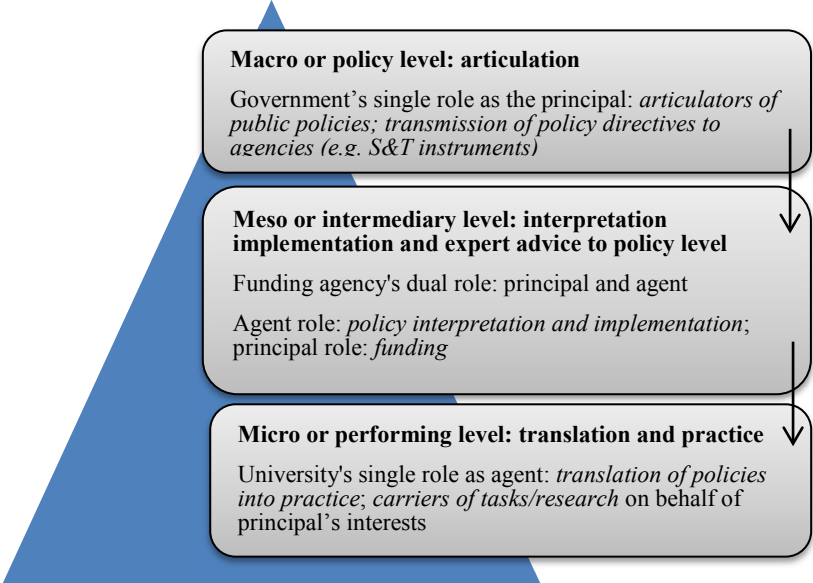 Macro or policy level: articulation
Government’s single role as the principal: articulators of
public policies; transmission of policy directives to
agencies (e.g. S&T instruments)
Meso or intermediary level: interpretation
implementation and expert advice to policy level
Funding agency's dual role: principal and agent
Agent role: policy interpretation and implementation;
principal role: funding
Micro or performing level: translation and practice
University's single role as agent: translation of policies
into practice; carriers of tasks/research on behalf of
principal’s interests